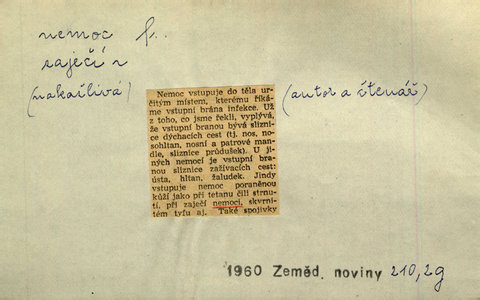 nemoc f..
zaječí n
(nakažlivá)
(autor a čtenář)
Nemoc vstupuje do těla ur-
čitým místem, kterému říká-
me vstupní brána infekce. Už
z toho, co jsme řekli, vyplývá,
že vstupní branou bývá slizni-
ce dýchacích cest (tj. nos, no-
sohltan, nosní a patrové man-
dle, sliznice průdušek). U ji-
ných nemocí je vstupní bra-
nou sliznice zažívacích cest:
ústa, hltan, žaludek. Jindy
vstupuje nemoc poraněnou
kůží jako při tetanu čili strnu-
tí, při zaječí nemoci, skvrni-
tém tyfu aj. Také spojivky
1960 Zeměd. noviny 210,2g